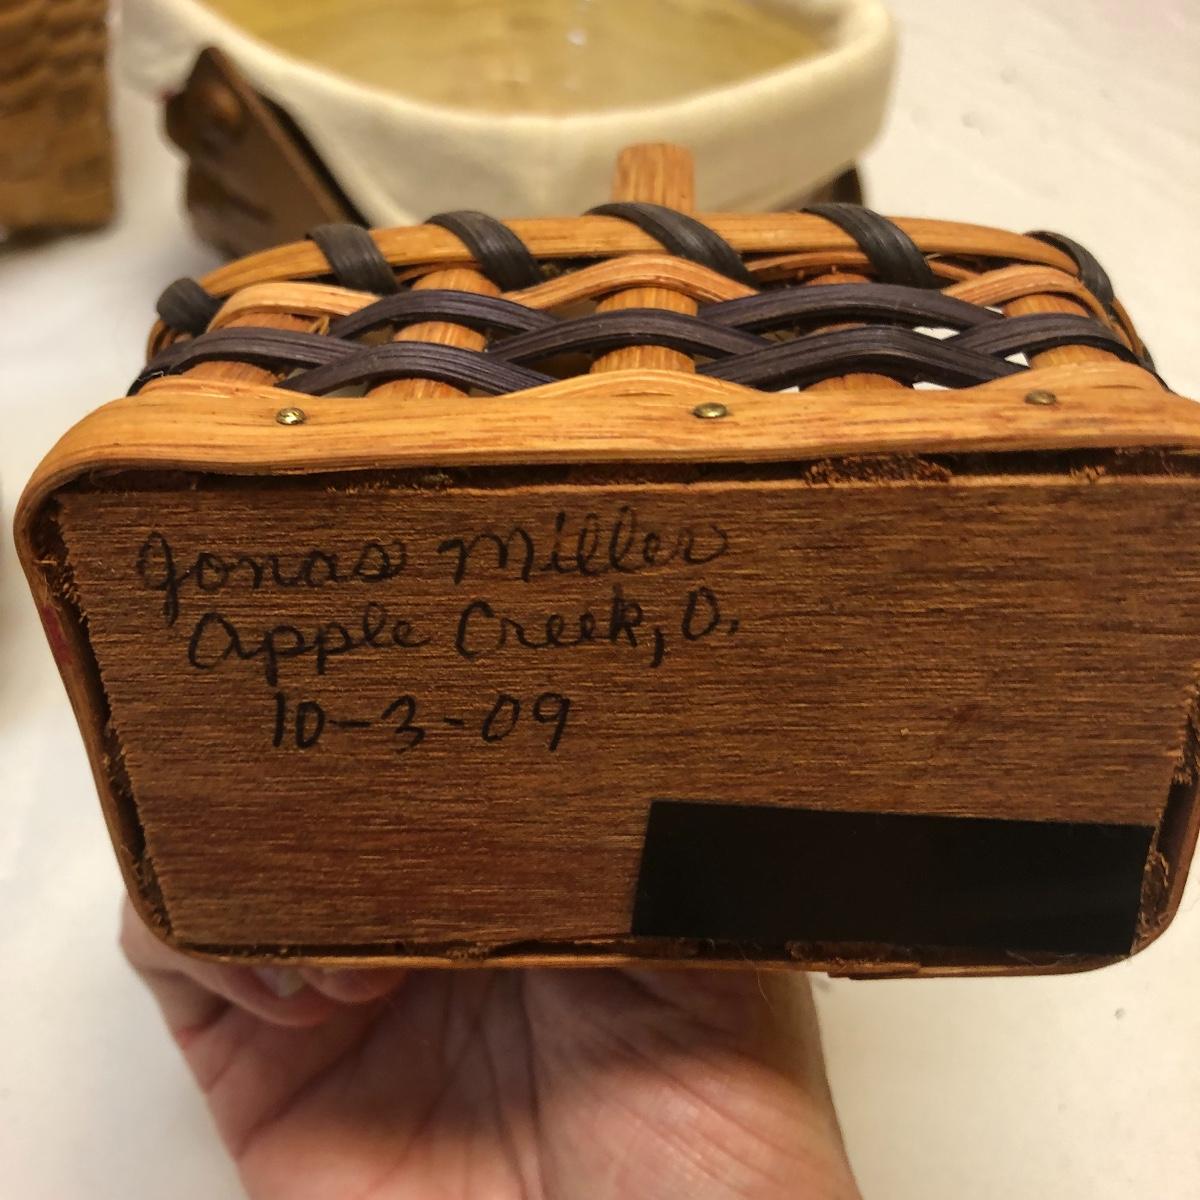 Jonas Miller
Apple Creek, O.
10-3-09